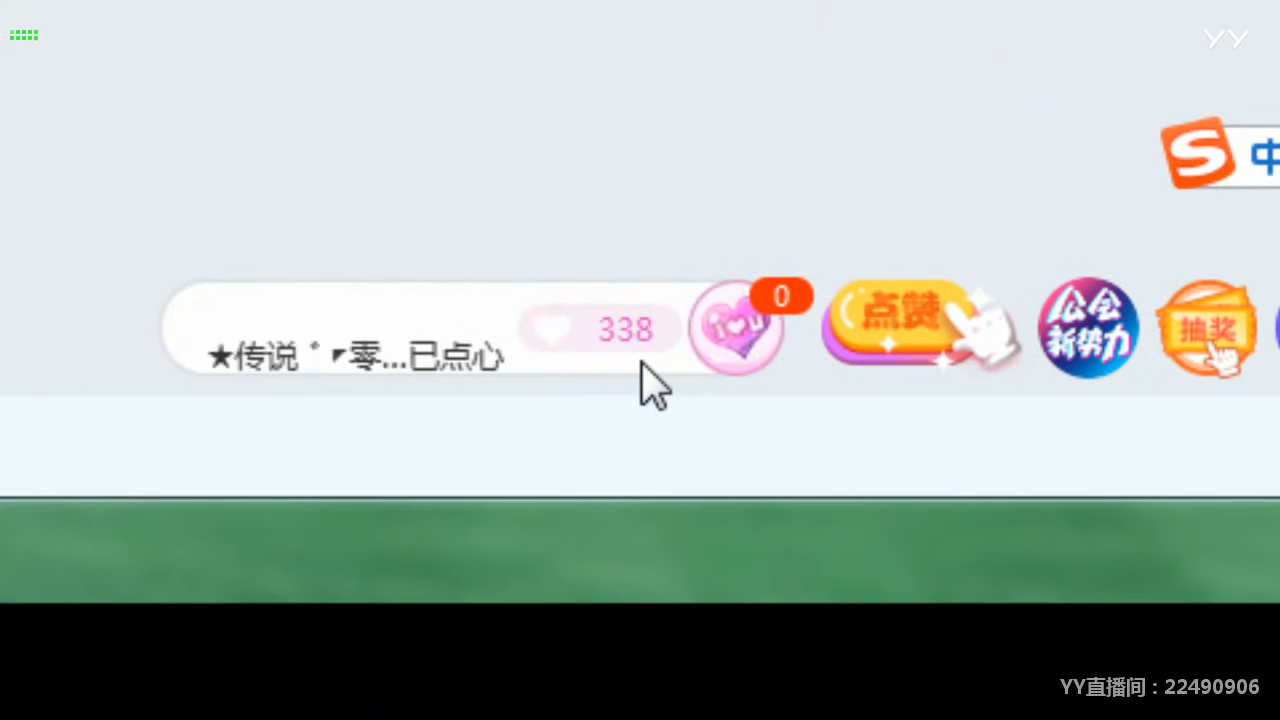 YY
S 中
0
338
i❤u
点赞
公会
新势力
抽奖
★传说゜◤零...已点心
YY直播间：22490906